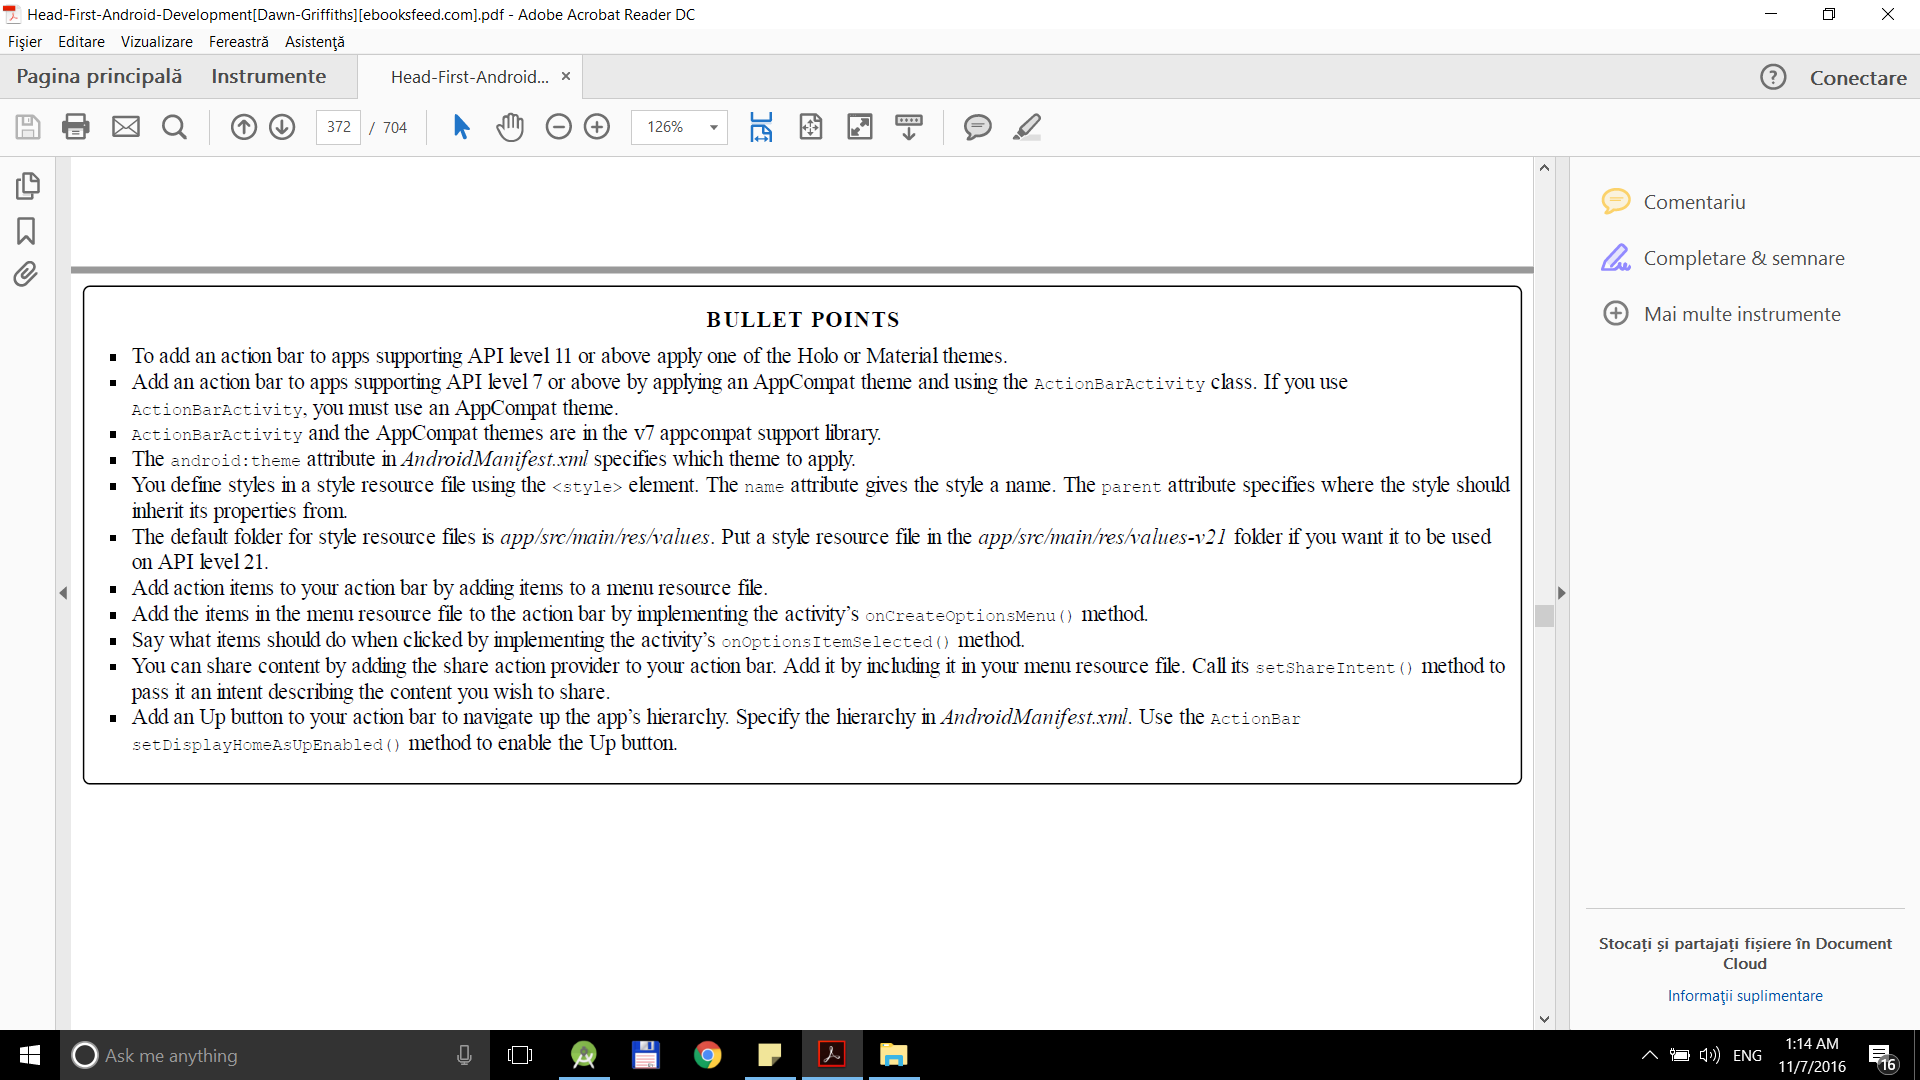 Head-First-Android-Development[Dawn-Griffiths][ebooksfeed.com].pdf - Adobe Acrobat Reader DC
Fişier Editare Vizualizare Fereastră Asistenţă
Pagina principală Instrumente Head-First-Android... × ? Conectare
372 / 704 126%
BULLET POINTS
▪ To add an action bar to apps supporting API level 11 or above apply one of the Holo or Material themes.
▪ Add an action bar to apps supporting API level 7 or above by applying an AppCompat theme and using the ActionBarActivity class. If you use
ActionBarActivity, you must use an AppCompat theme.
▪ ActionBarActivity and the AppCompat themes are in the v7 appcompat support library.
▪ The android:theme attribute in AndroidManifest.xml specifies which theme to apply.
▪ You define styles in a style resource file using the <style> element. The name attribute gives the style a name. The parent attribute specifies where the style should
inherit its properties from.
▪ The default folder for style resource files is app/src/main/res/values. Put a style resource file in the app/src/main/res/values-v21 folder if you want it to be used
on API level 21.
▪ Add action items to your action bar by adding items to a menu resource file.
▪ Add the items in the menu resource file to the action bar by implementing the activity’s onCreateOptionsMenu() method.
▪ Say what items should do when clicked by implementing the activity’s onOptionsItemSelected() method.
▪ You can share content by adding the share action provider to your action bar. Add it by including it in your menu resource file. Call its setShareIntent() method to
pass it an intent describing the content you wish to share.
▪ Add an Up button to your action bar to navigate up the app’s hierarchy. Specify the hierarchy in AndroidManifest.xml. Use the ActionBar
setDisplayHomeAsUpEnabled() method to enable the Up button.
Comentariu
Completare & semnare
Mai multe instrumente
Stocați și partajați fișiere în Document
Cloud
Informaţii suplimentare
Ask me anything
ENG
1:14 AM
11/7/2016
16